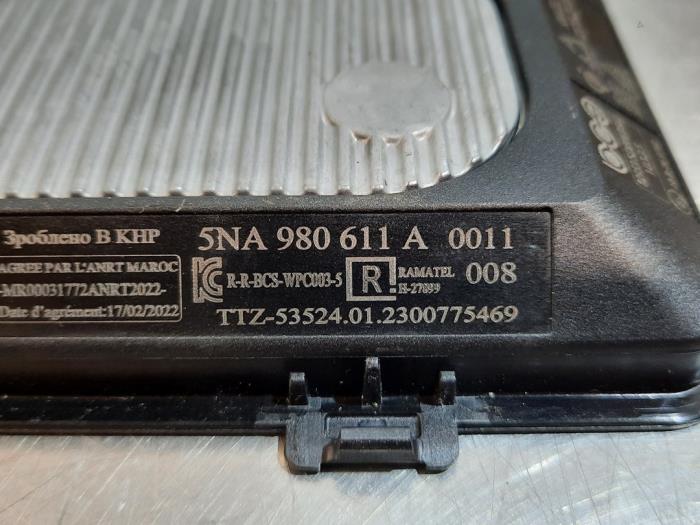 Зроблено В КНР
AGREE PAR L'ANRT MAROC
-MR00031772ANRT2022-
Date d'agrément:17/02/2022
5NA 980 611 A 0011
R-R-BCS-WPC003-5
R!
RAMATEL
H-27899
008
TTZ-53524.01.2300775469